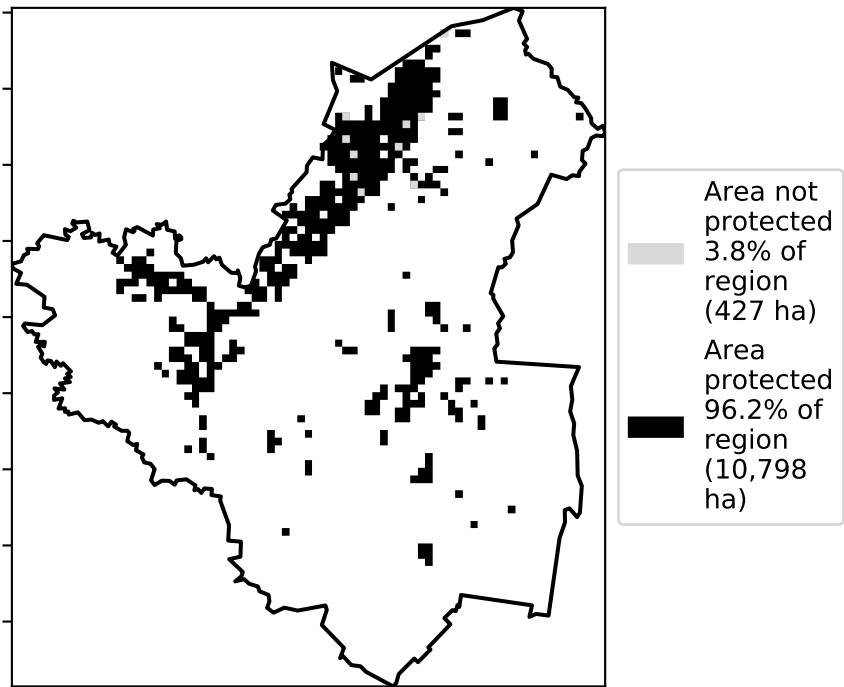 Area not
protected
3.8% of
region
(427 ha)
Area
protected
96.2% of
region
(10,798
ha)